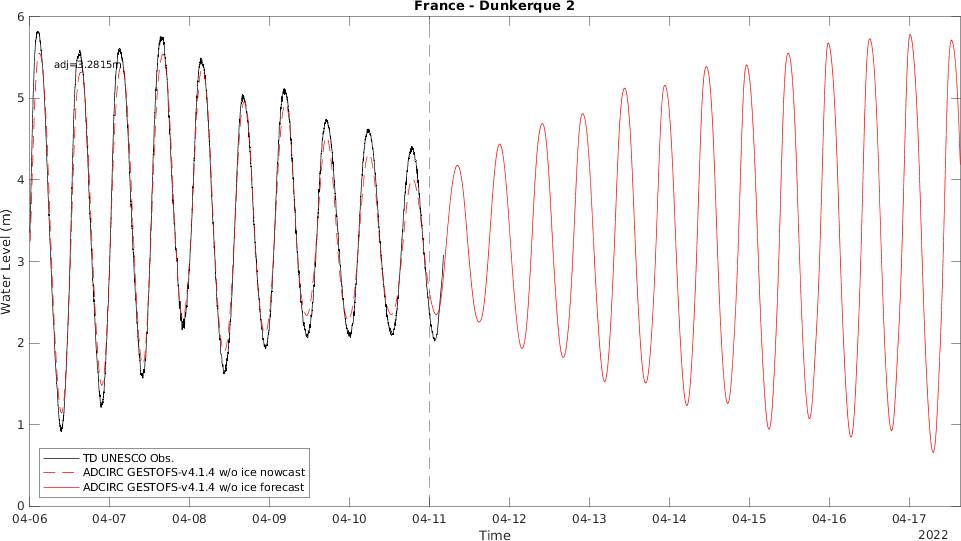 France - Dunkerque 2
6
adj=3.2815m
5
4
3
2
1
0
Water Level (m)
TD UNESCO Obs.
ADCIRC GESTOFS-v4.1.4 w/o ice nowcast
ADCIRC GESTOFS-v4.1.4 w/o ice forecast
04-06 04-07 04-08 04-09 04-10 04-11 04-12 04-13 04-14 04-15 04-16 04-17
Time
2022